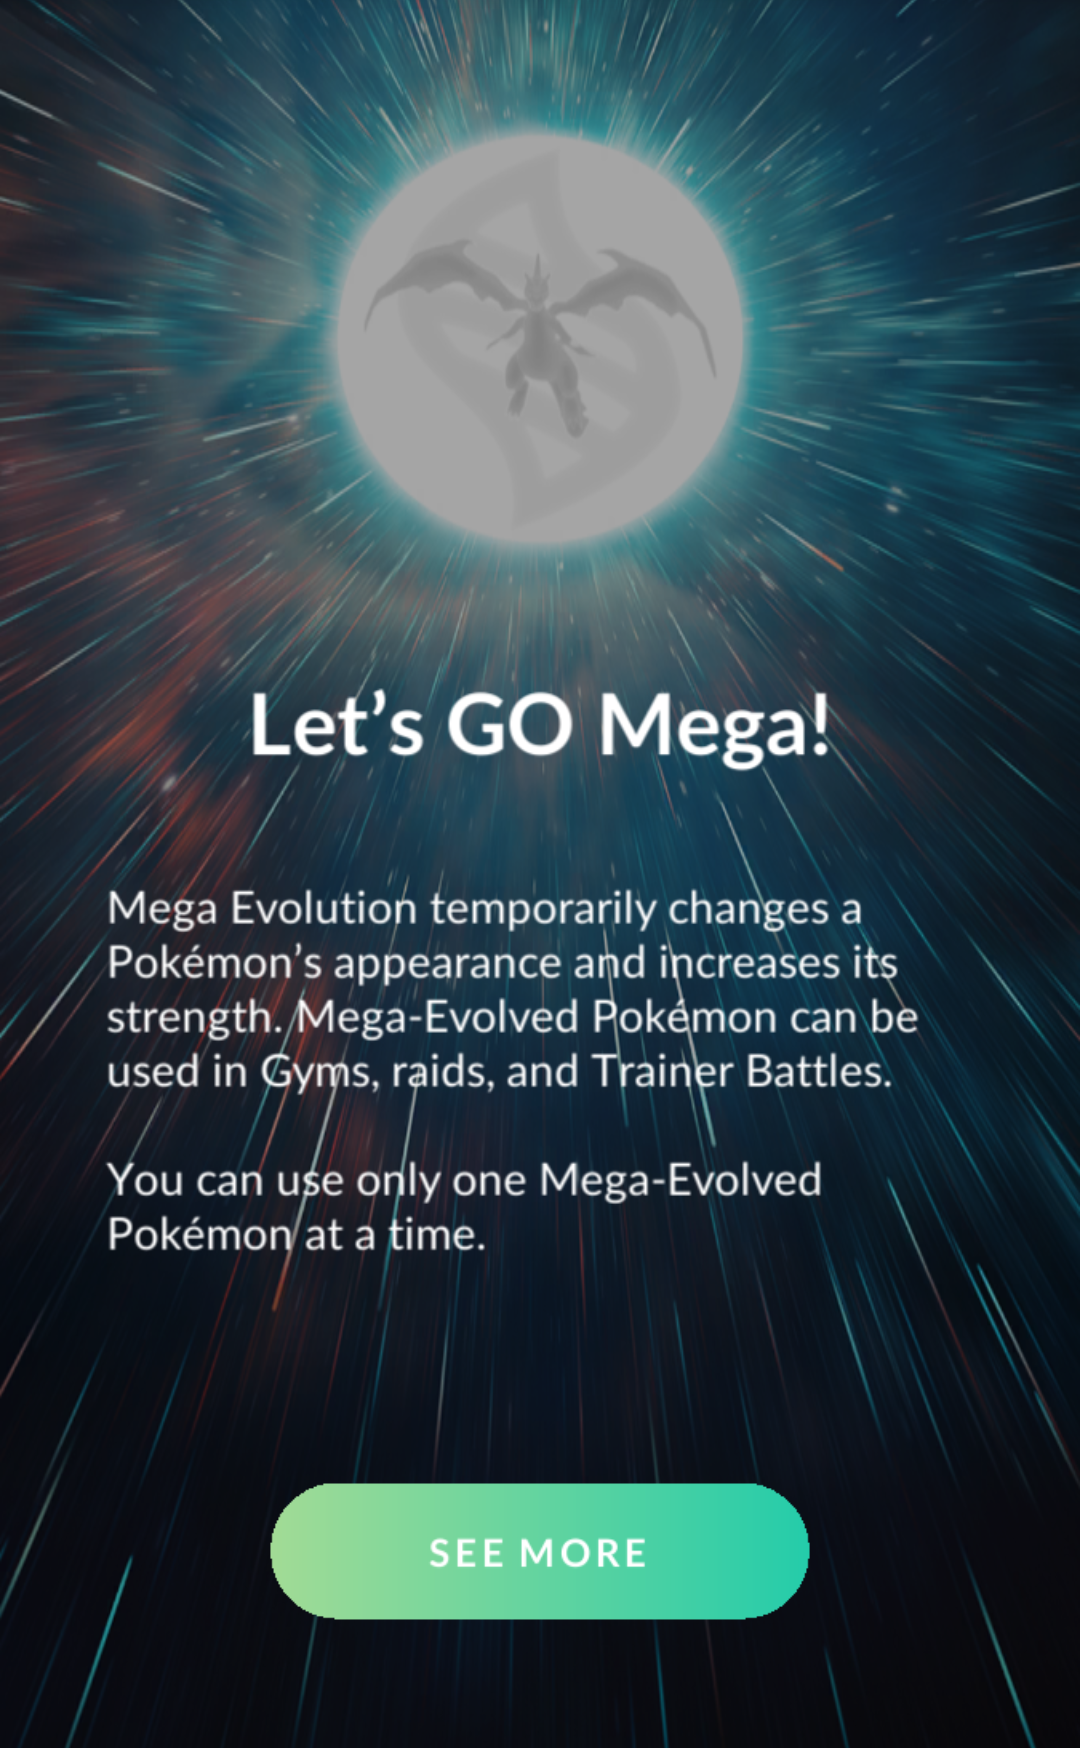 Let’s GO Mega!
Mega Evolution temporarily changes a
Pokémon’s appearance and increases its
strength. Mega-Evolved Pokémon can be
used in Gyms, raids, and Trainer Battles.
You can use only one Mega-Evolved
Pokémon at a time.
SEE MORE